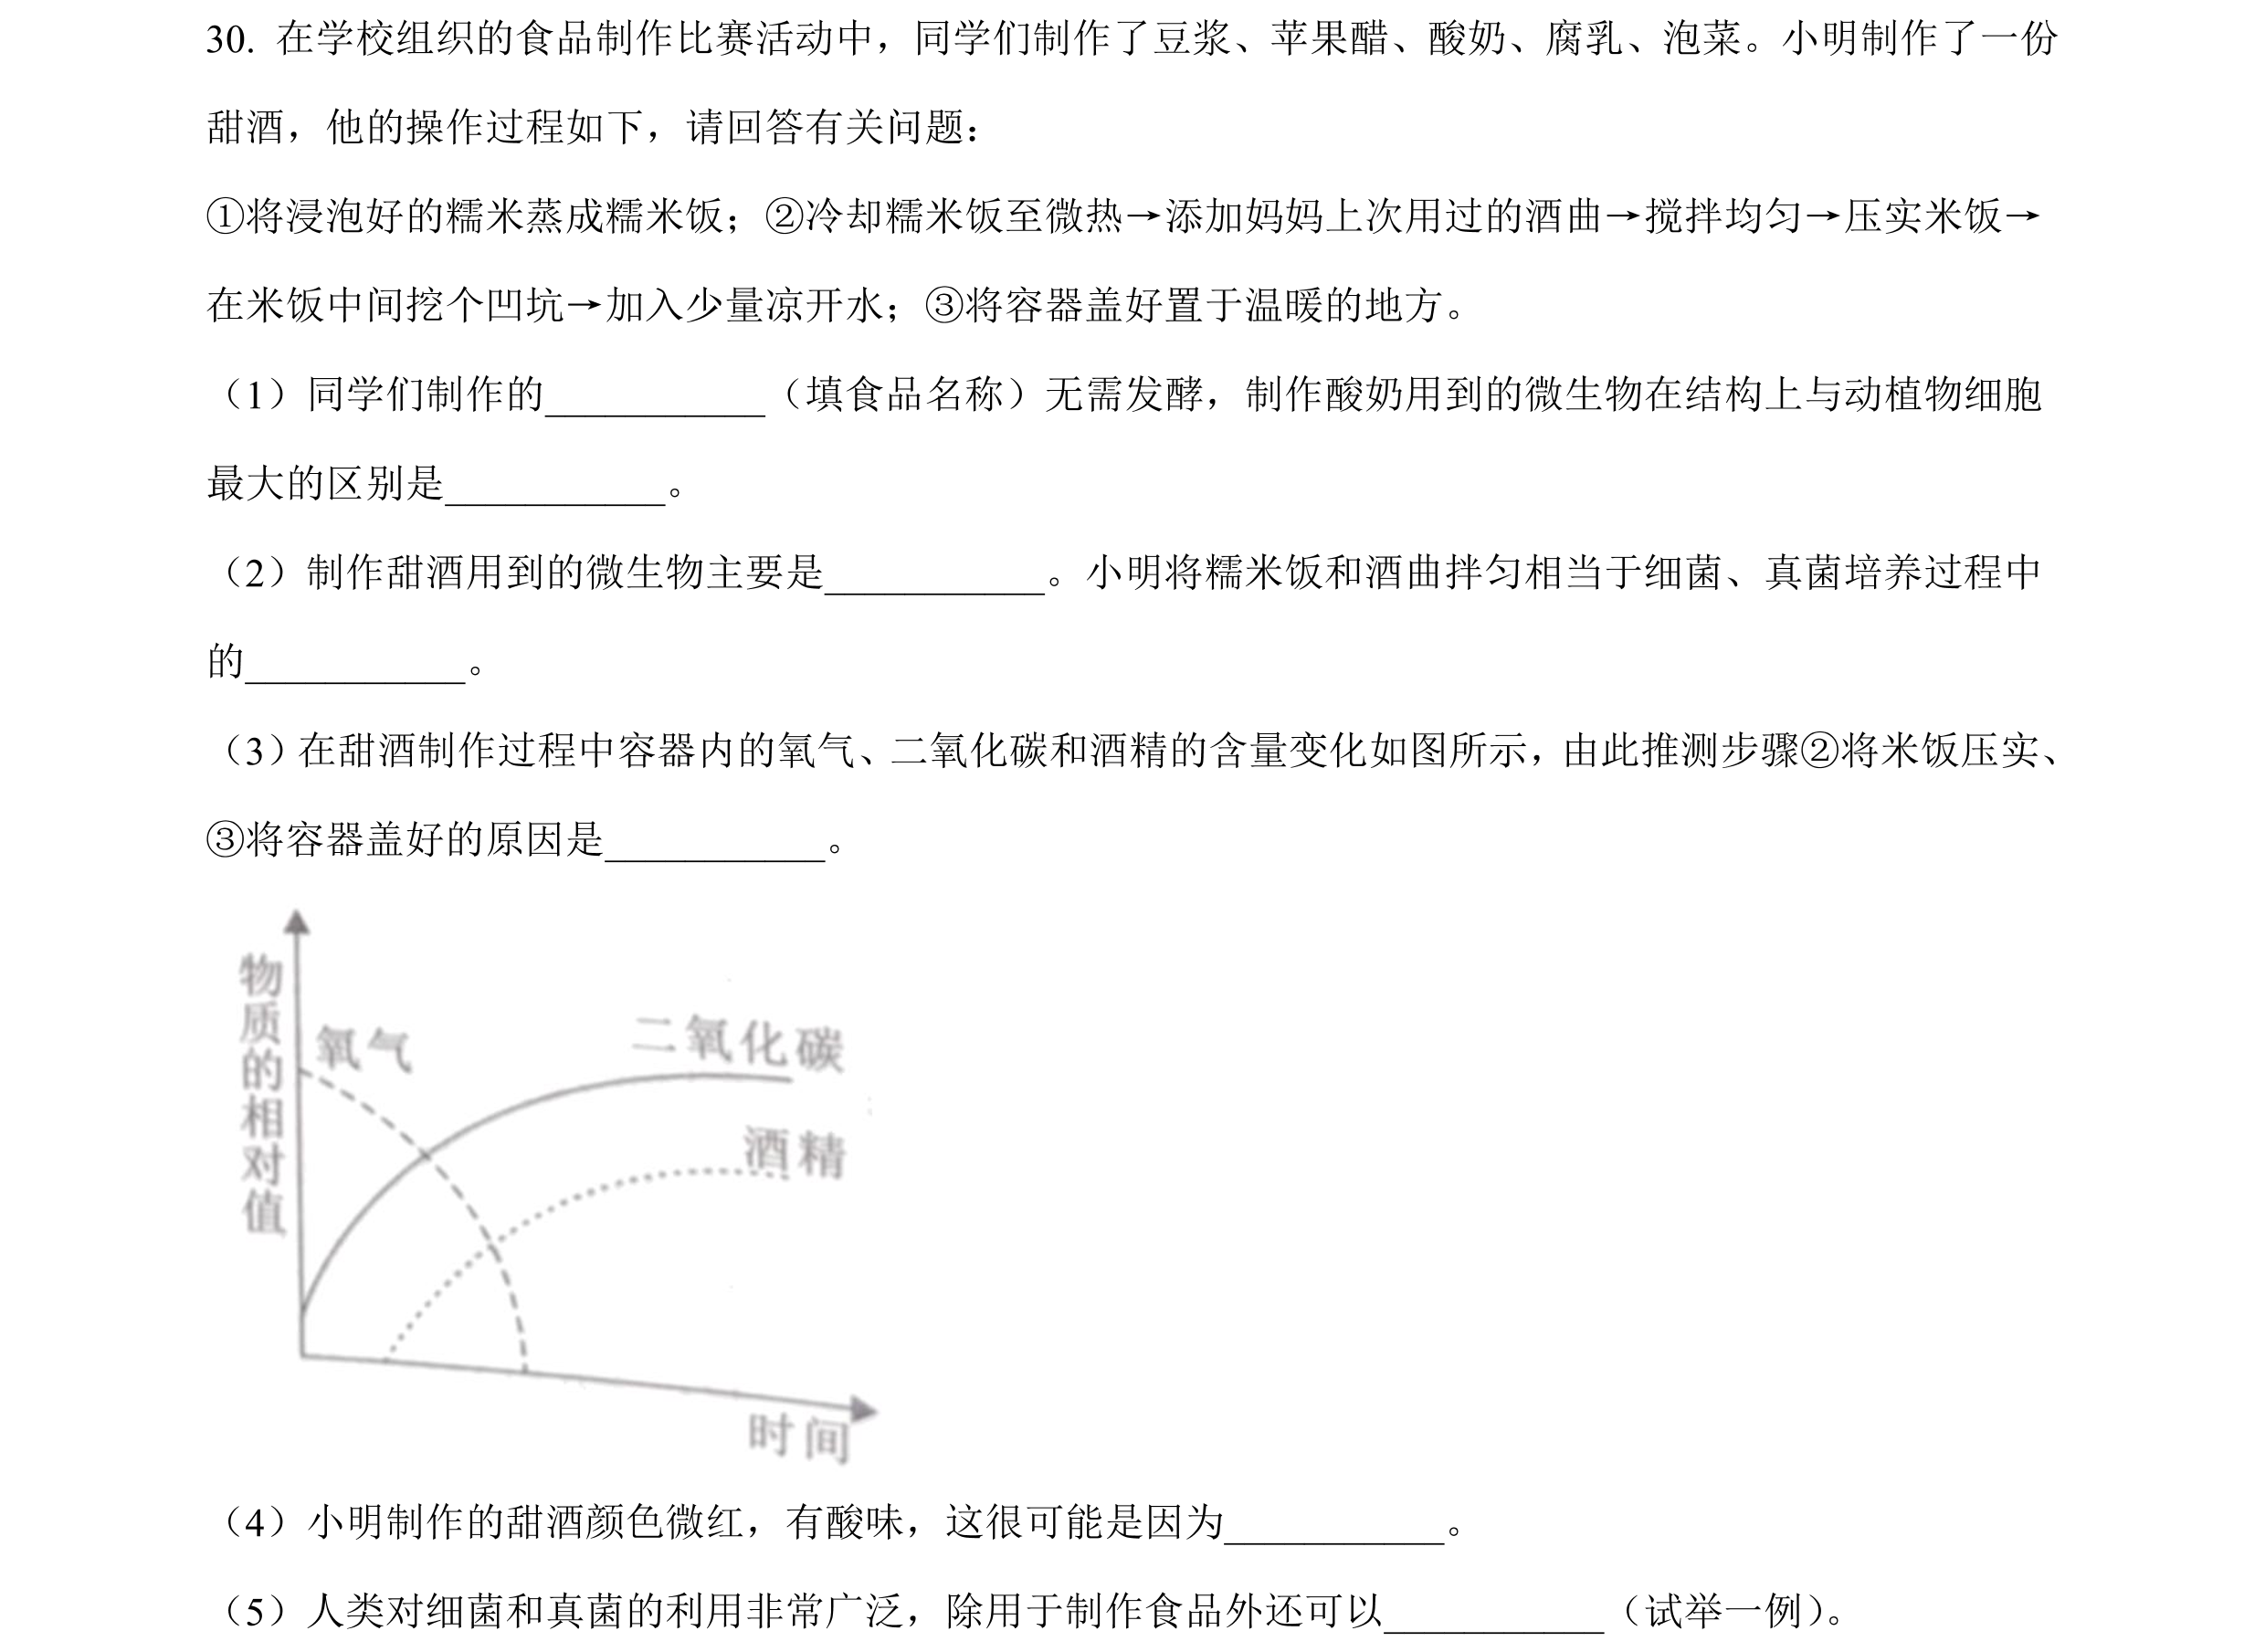 30. 在学校组织的食品制作比赛活动中，同学们制作了豆浆、苹果醋、酸奶、腐乳、泡菜。小明制作了一份
甜酒，他的操作过程如下，请回答有关问题：
①将浸泡好的糯米蒸成糯米饭；②冷却糯米饭至微热→添加妈妈上次用过的酒曲→搅拌均匀→压实米饭→
在米饭中间挖个凹坑→加入少量凉开水；③将容器盖好置于温暖的地方。
（1）同学们制作的___________（填食品名称）无需发酵，制作酸奶用到的微生物在结构上与动植物细胞
最大的区别是___________。
（2）制作甜酒用到的微生物主要是___________。小明将糯米饭和酒曲拌匀相当于细菌、真菌培养过程中
的___________。
（3）在甜酒制作过程中容器内的氧气、二氧化碳和酒精的含量变化如图所示，由此推测步骤②将米饭压实、
③将容器盖好的原因是___________。
物质的相对值
氧气
二氧化碳
酒精
时间
（4）小明制作的甜酒颜色微红，有酸味，这很可能是因为___________。
（5）人类对细菌和真菌的利用非常广泛，除用于制作食品外还可以___________（试举一例）。